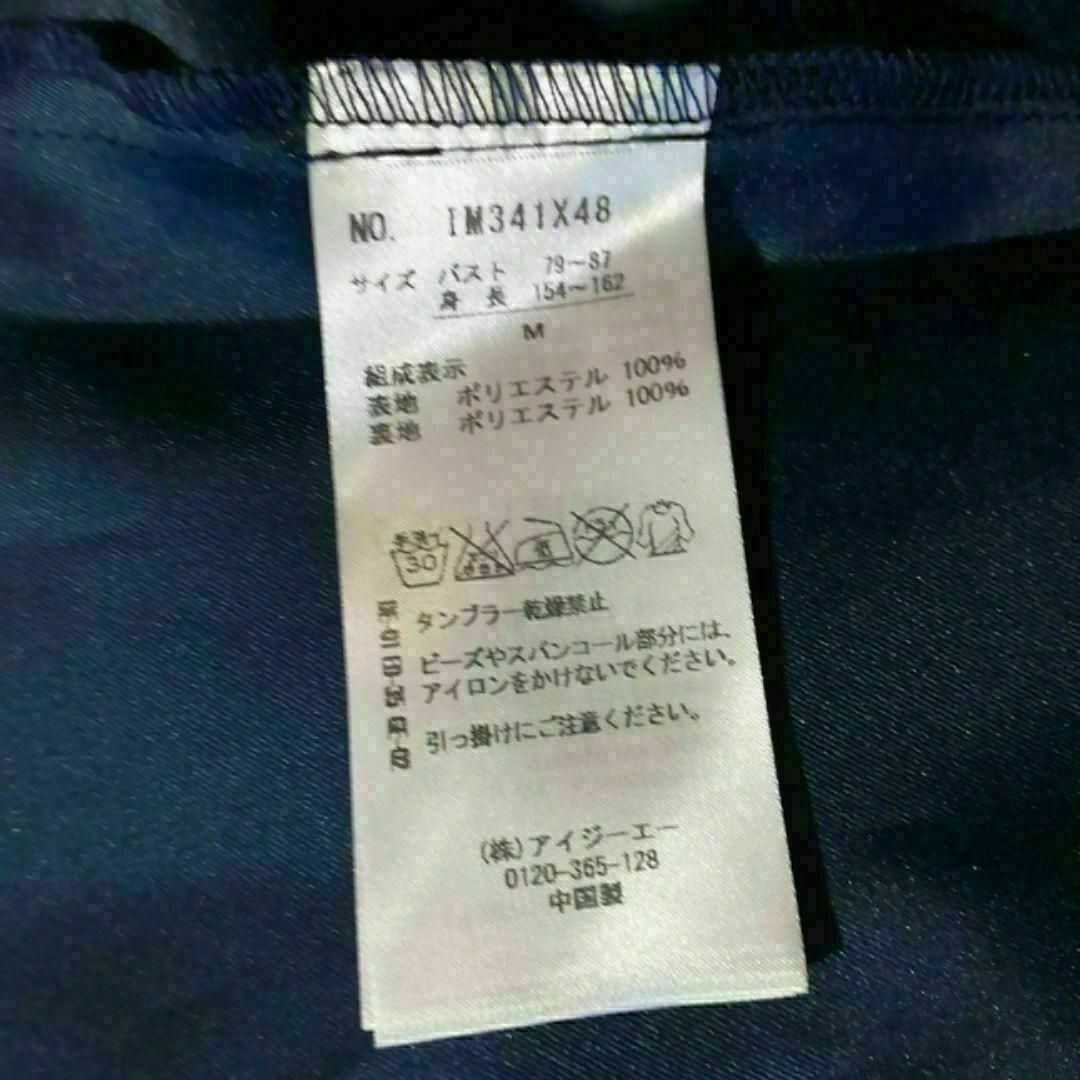 NO. IM341X48
サイズ バスト 79～87
身長 154～162
M
組成表示
表地 ポリエステル 100%
裏地 ポリエステル 100%
手洗イ
30
タンブラー乾燥禁止
ビーズやスパンコール部分には、
アイロンをかけないでください。
引っ掛けにご注意ください。
(株)アイジーエー
0120-365-128
中国製